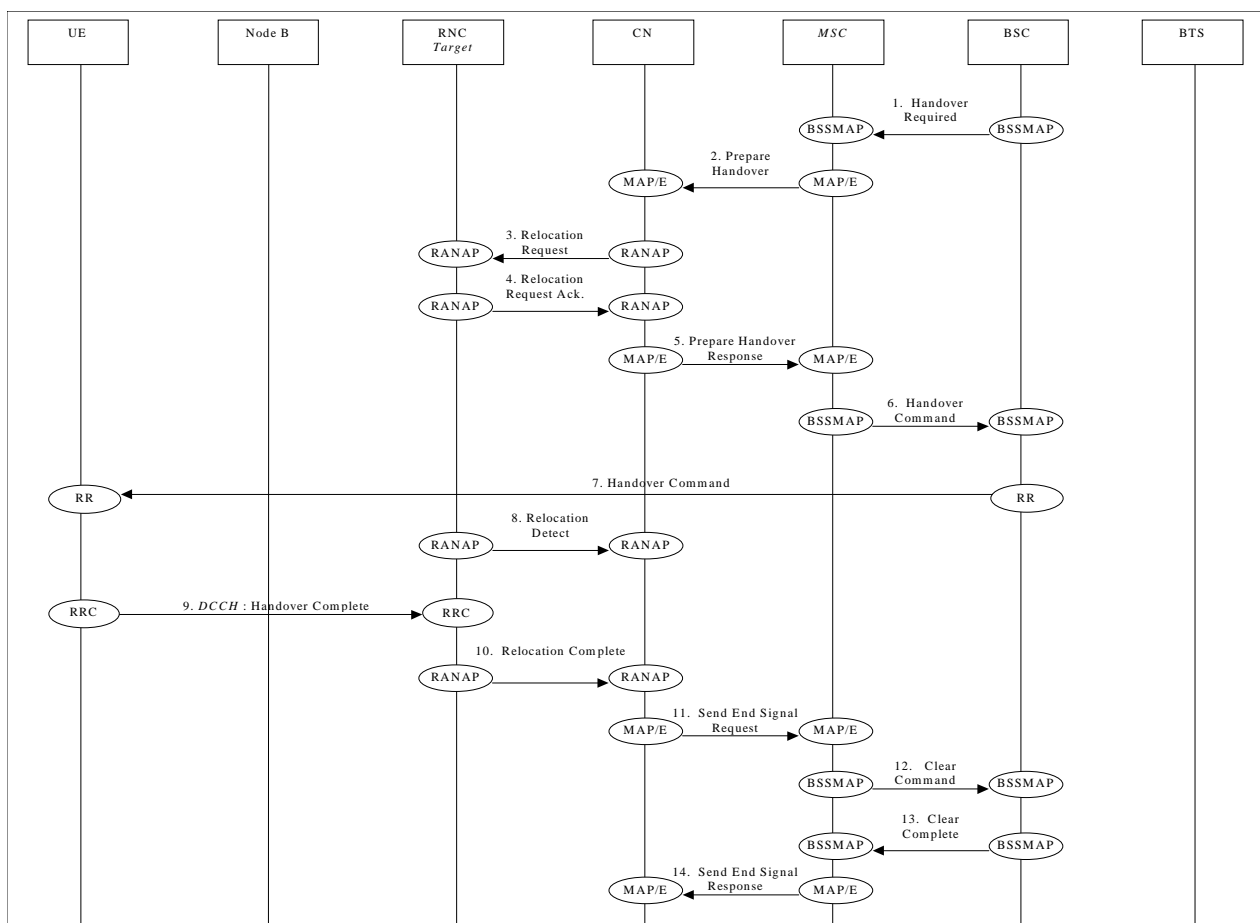 UE
Node B
RNC
Target
CN
MSC
BSC
BTS
1. Handover
Required
BSSMAP
BSSMAP
2. Prepare
Handover
MAP/E
MAP/E
3. Relocation
Request
RANAP
RANAP
4. Relocation
Request Ack.
RANAP
RANAP
5. Prepare Handover
Response
MAP/E
MAP/E
6. Handover
Command
BSSMAP
BSSMAP
7. Handover Command
RR
RR
8. Relocation
Detect
RANAP
RANAP
9. DCCH : Handover Complete
RRC
RRC
10. Relocation Complete
RANAP
RANAP
11. Send End Signal
Request
MAP/E
MAP/E
12. Clear
Command
BSSMAP
BSSMAP
13. Clear
Complete
BSSMAP
BSSMAP
14. Send End Signal
Response
MAP/E
MAP/E